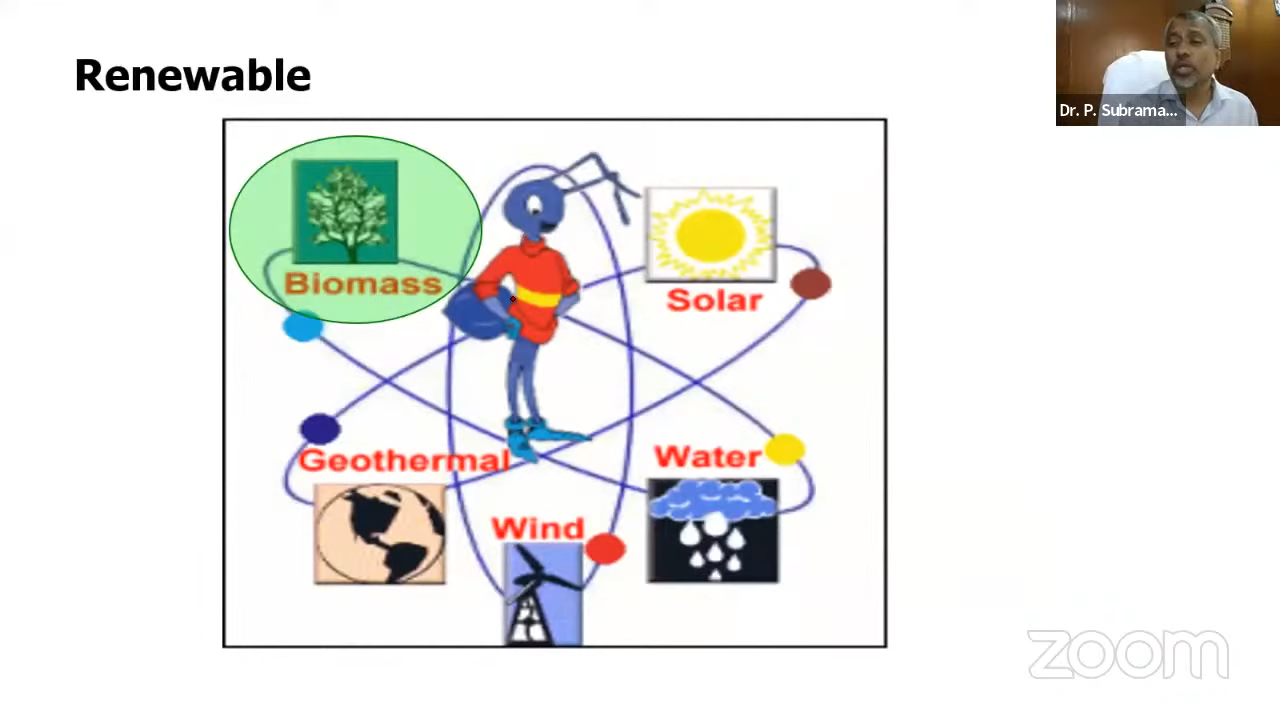 Renewable
Dr. P. Subrama...
Biomass
Solar
Geothermal
Water
Wind
zoom